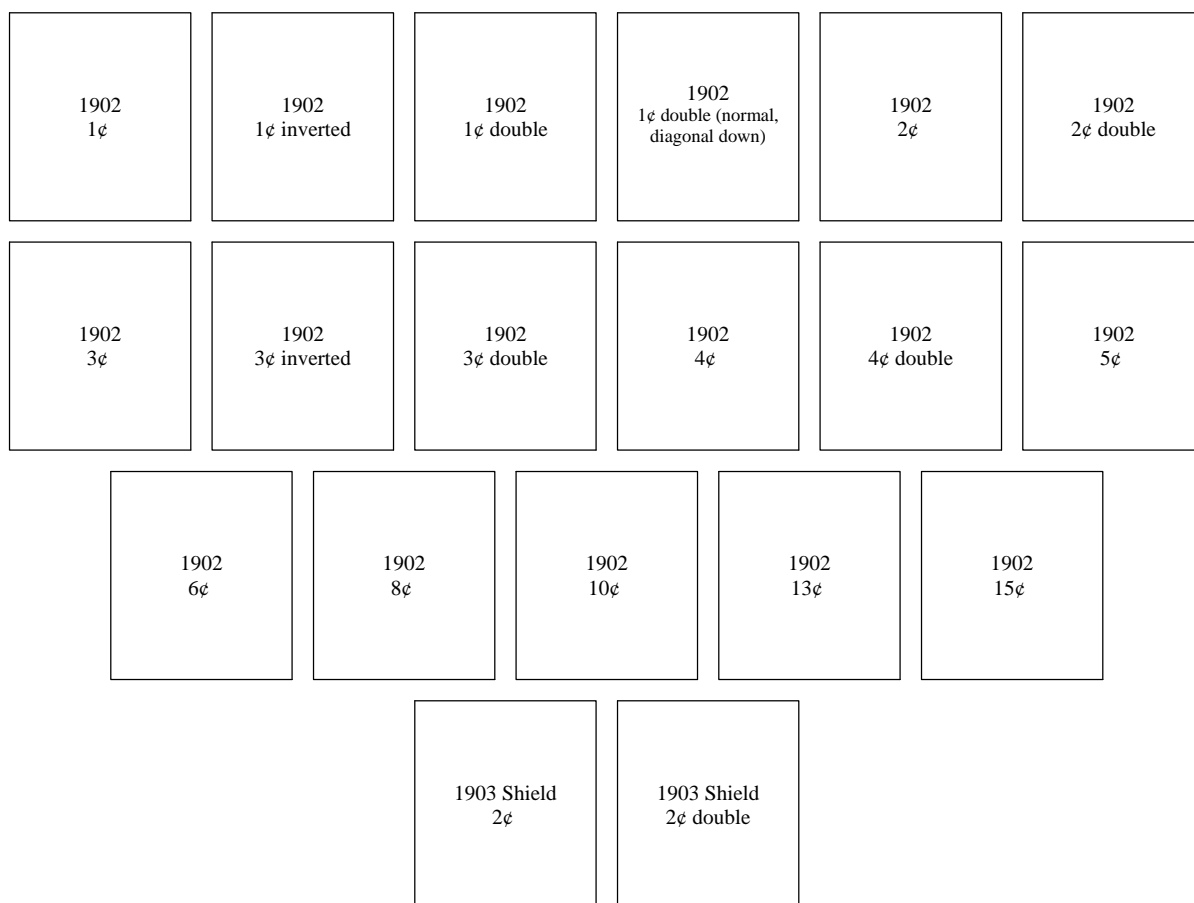 1902
1¢
1902
1¢ inverted
1902
1¢ double
1902
1¢ double (normal,
diagonal down)
1902
2¢
1902
2¢ double
1902
3¢
1902
3¢ inverted
1902
3¢ double
1902
4¢
1902
4¢ double
1902
5¢
1902
6¢
1902
8¢
1902
10¢
1902
13¢
1902
15¢
1903 Shield
2¢
1903 Shield
2¢ double